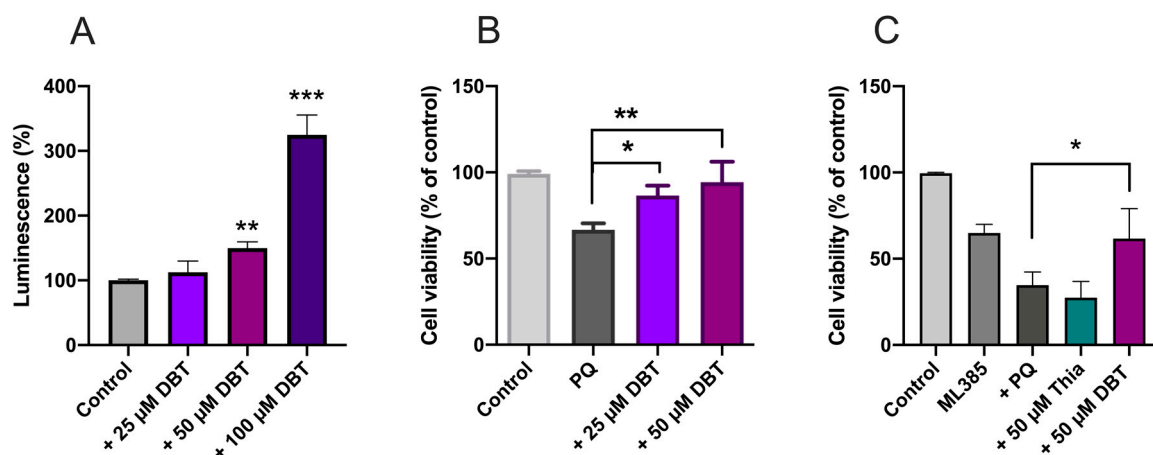 A
B
C
Luminescence (%)
400
300
200
100
0
***
**
Control
+ 25 µM DBT
+ 50 µM DBT
+ 100 µM DBT
Cell viability (% of control)
150
100
50
0
**
*
Control
PQ
+ 25 µM DBT
+ 50 µM DBT
Cell viability (% of control)
150
100
50
0
*
Control
ML385
+ PQ
+ 50 µM Thia
+ 50 µM DBT